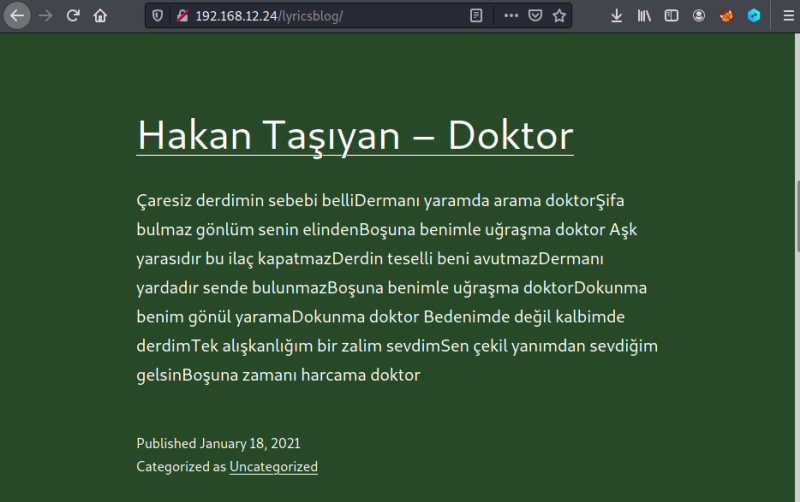 192.168.12.24/lyricsblog/
Hakan Taşıyan – Doktor
Çaresiz derdimin sebebi belliDermanı yaramda arama doktorŞifa
bulmaz gönlüm senin elindenBoşuna benimle uğraşma doktor Aşk
yarasıdır bu ilaç kapatmazDerdin teselli beni avutmazDermanı
yardadır sende bulunmazBoşuna benimle uğraşma doktorDokunma
benim gönül yaramaDokunma doktor Bedenimde değil kalbimde
derdimTek alışkanlığım bir zalim sevdimSen çekil yanımdan sevdiğim
gelsinBoşuna zamanı harcama doktor
Published January 18, 2021
Categorized as Uncategorized